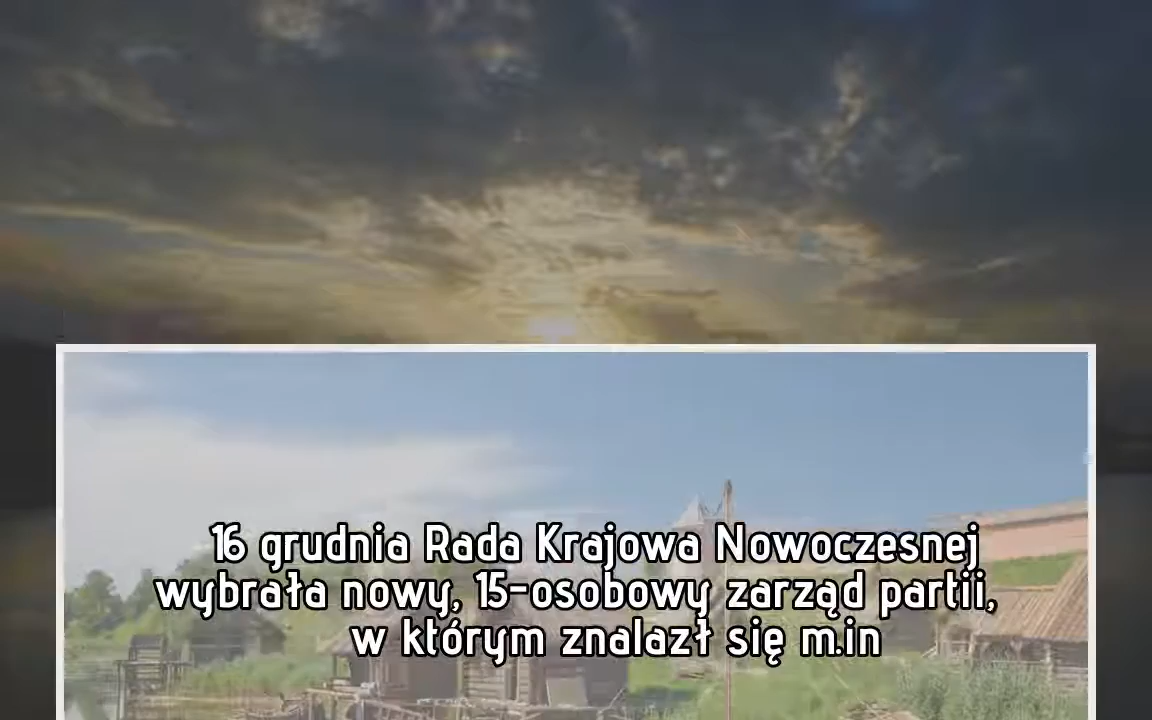 16 grudnia Rada Krajowa Nowoczesnej
wybrała nowy, 15-osobowy zarząd partii,
w którym znalazł się m.in